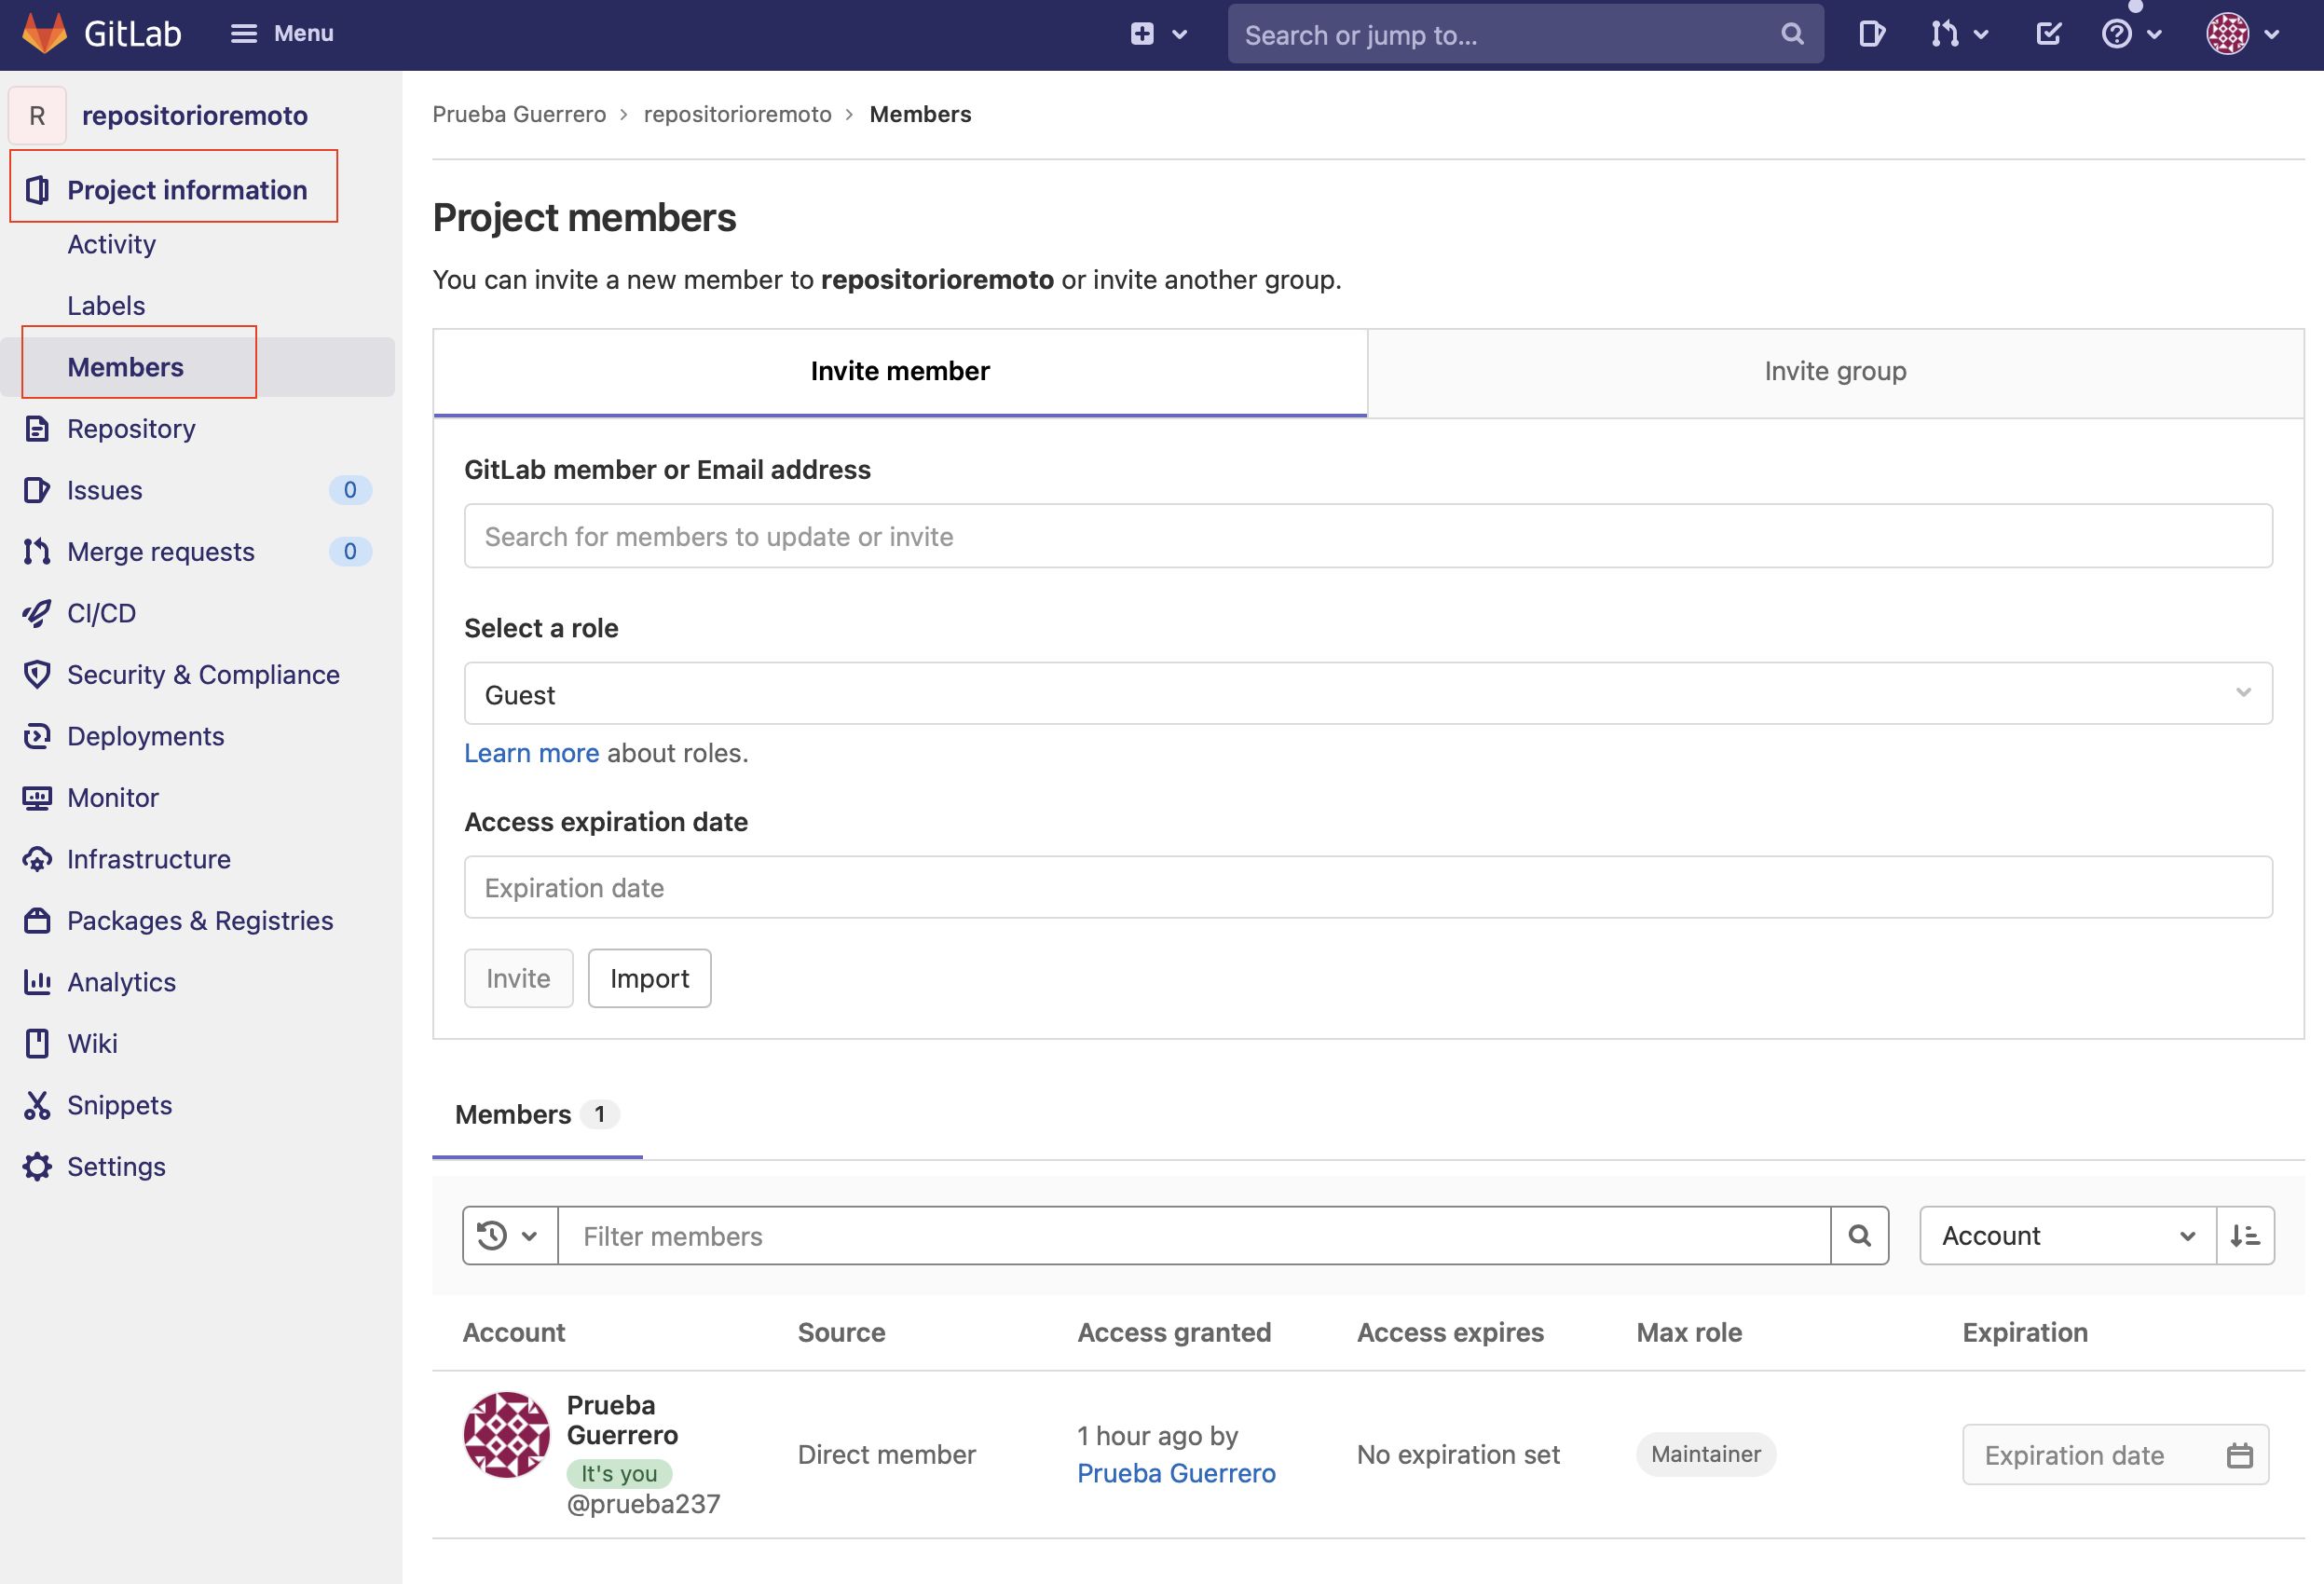 GitLab
Menu
Search or jump to...
R
repositorioremoto
Project information
Activity
Labels
Members
Repository
Issues 0
Merge requests 0
CI/CD
Security & Compliance
Deployments
Monitor
Infrastructure
Packages & Registries
Analytics
Wiki
Snippets
Settings
Prueba Guerrero › repositorioremoto › Members
Project members
You can invite a new member to repositorioremoto or invite another group.
Invite member
Invite group
GitLab member or Email address
Search for members to update or invite
Select a role
Guest
Learn more about roles.
Access expiration date
Expiration date
Invite
Import
Members 1
Filter members
Account
Account Source Access granted Access expires Max role Expiration
Prueba
Guerrero
It's you
@prueba237
Direct member
1 hour ago by
Prueba Guerrero
No expiration set
Maintainer
Expiration date